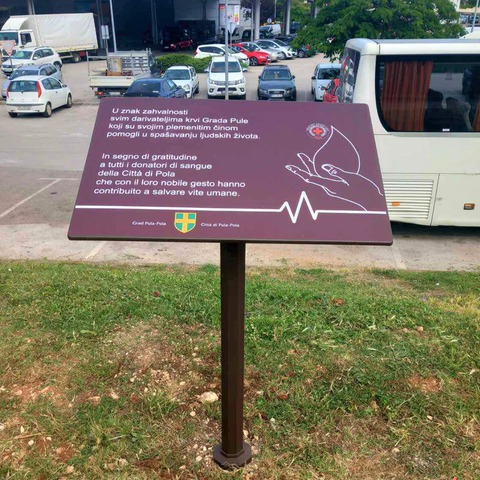 U znak zahvalnosti
svim darivateljima krvi Grada Pule
koji su svojim plemenitim činom
pomogli u spašavanju ljudskih života.
In segno di gratitudine
a tutti i donatori di sangue
della Città di Pola
che con il loro nobile gesto hanno
contribuito a salvare vite umane.
Grad Pula-Pola
Città di Pula-Pola